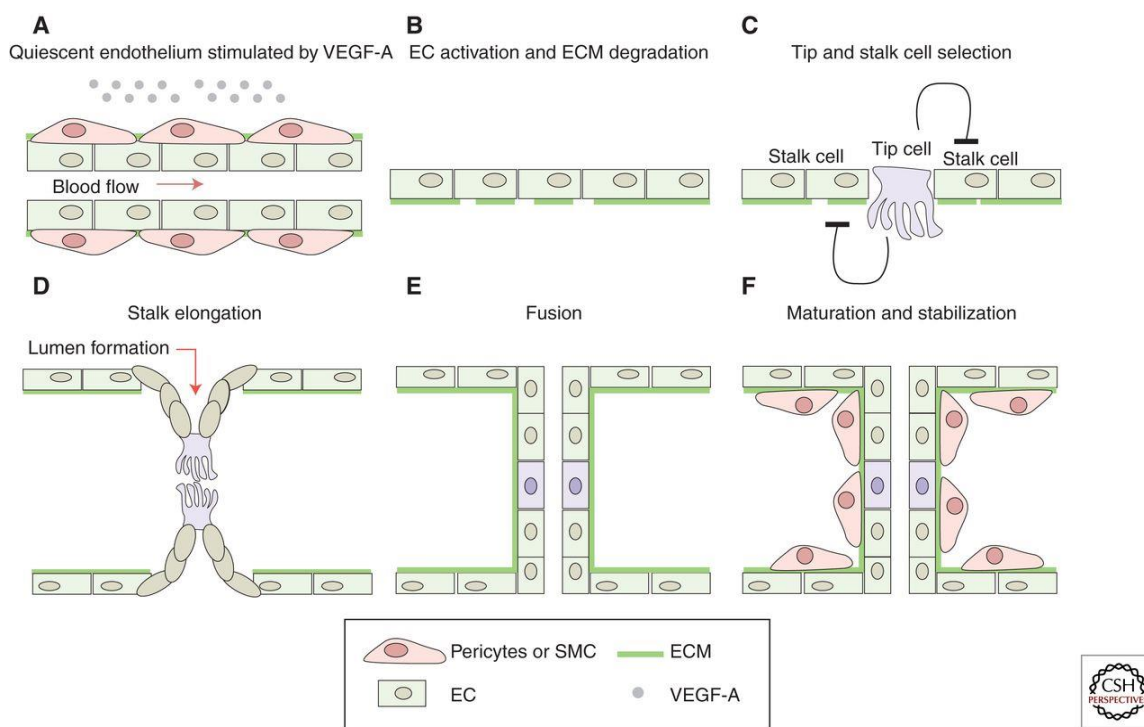 A
Quiescent endothelium stimulated by VEGF-A
Blood flow
B
EC activation and ECM degradation
C
Tip and stalk cell selection
Stalk cell
Tip cell
Stalk cell
D
Stalk elongation
Lumen formation
E
Fusion
F
Maturation and stabilization
Pericytes or SMC
ECM
EC
VEGF-A
CSH
PERSPECTIVES